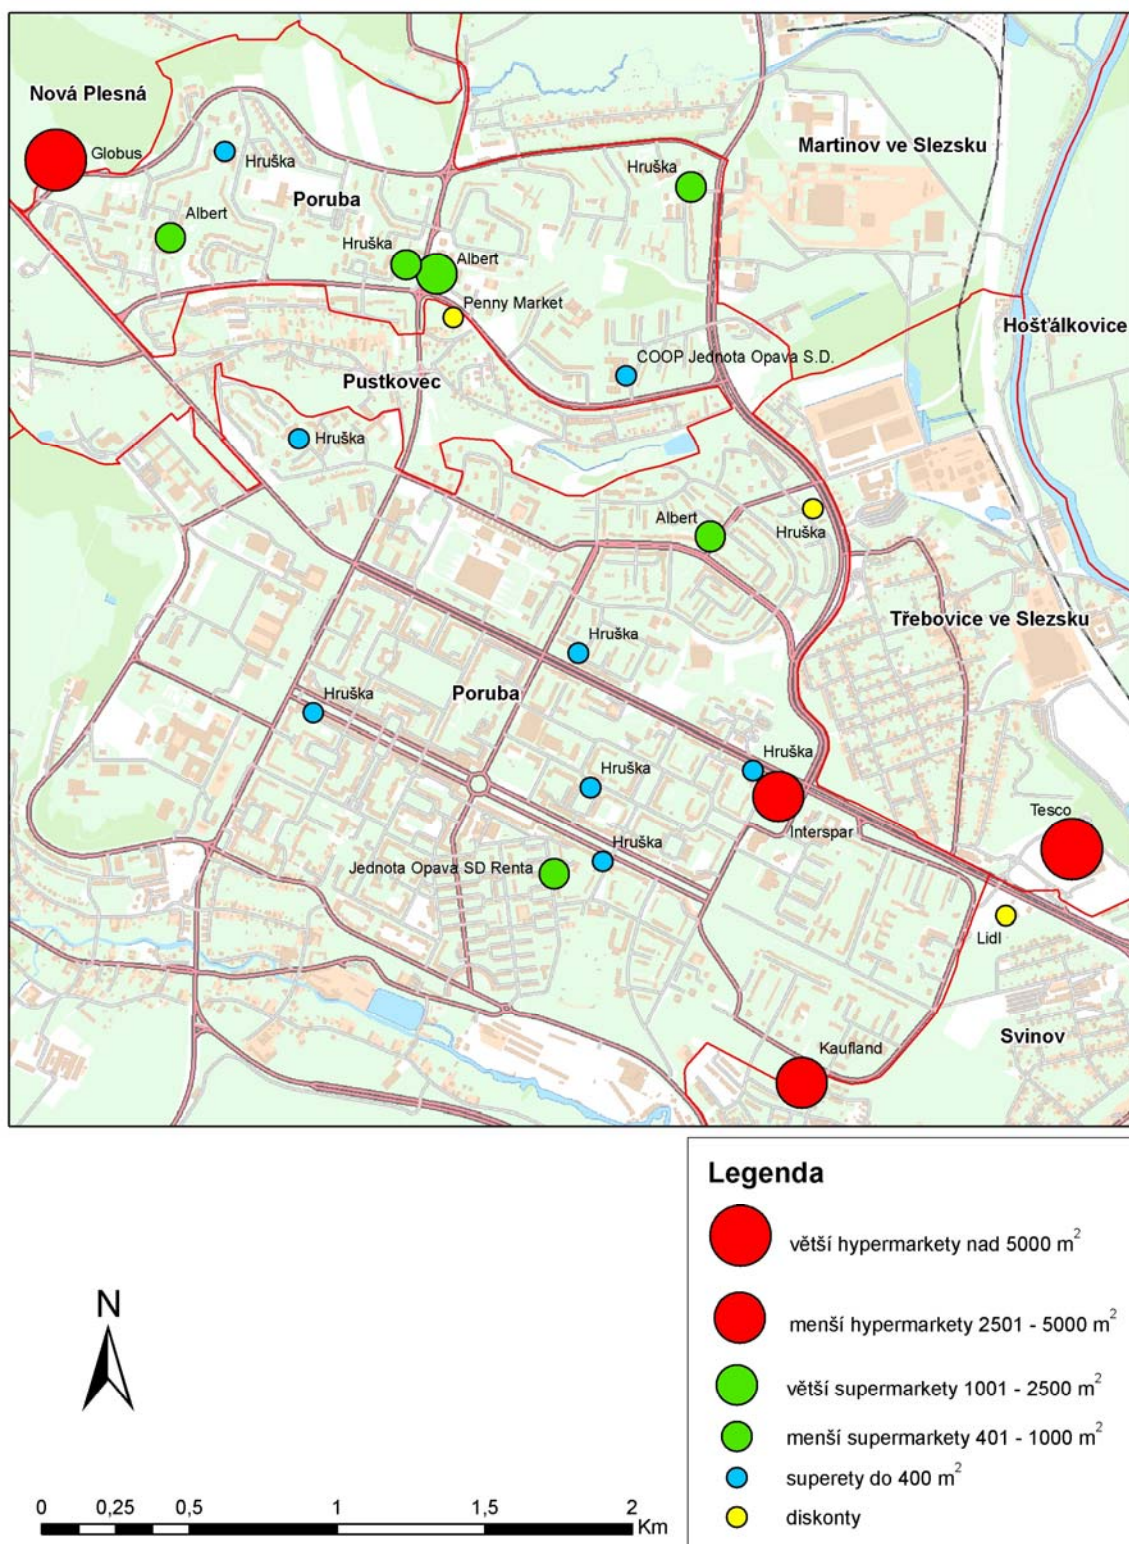 Nová Plesná
Globus
Hruška
Poruba
Albert
Hruška
Albert
Hruška
Martinov ve Slezsku
Penny Market
Hošťálkovice
COOP Jednota Opava S.D.
Pustkovec
Hruška
Albert
Hruška
Třebovice ve Slezsku
Hruška
Poruba
Hruška
Hruška
Hruška
Interspar
Tesco
Hruška
Jednota Opava SD Renta
Lidl
Svinov
Kaufland
Legenda
větší hypermarkety nad 5000 m²
menší hypermarkety 2501 - 5000 m²
větší supermarkety 1001 - 2500 m²
menší supermarkety 401 - 1000 m²
superety do 400 m²
diskonty
N
0 0,25 0,5 1 1,5 2
Km